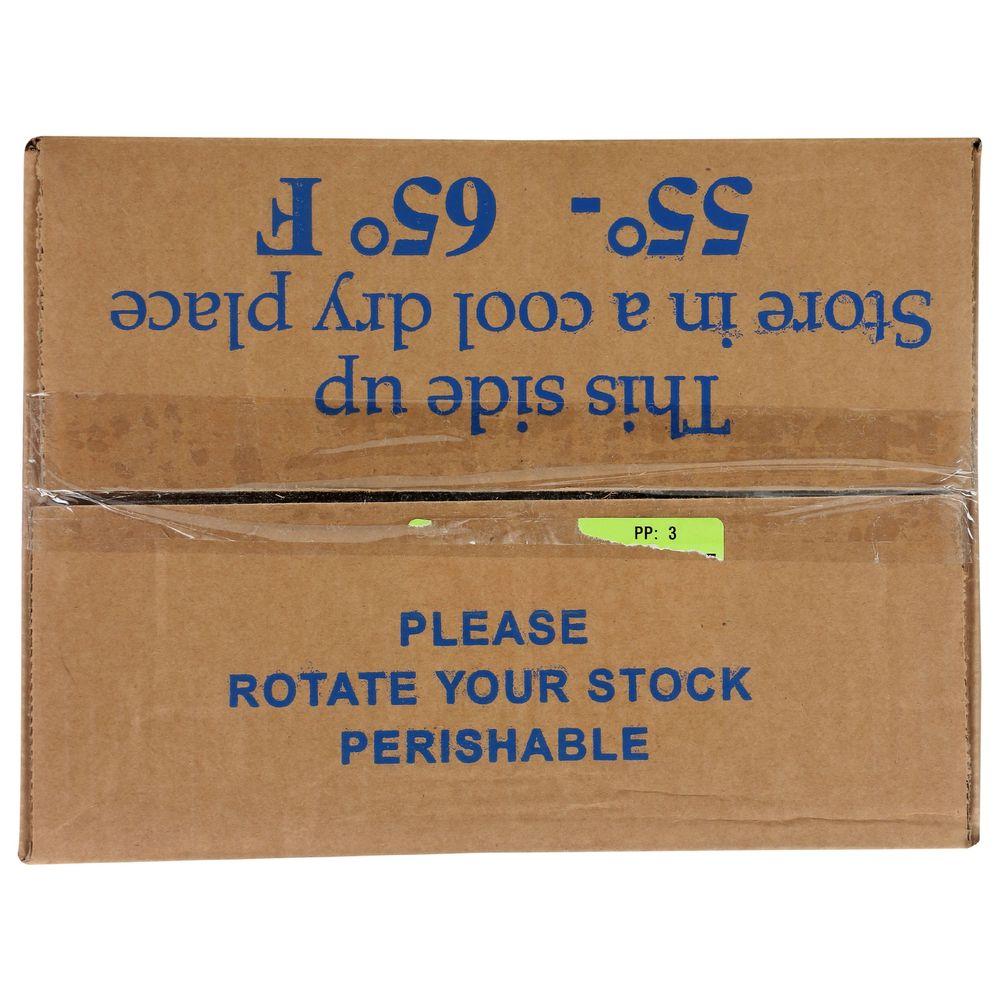 This side up
Store in a cool dry place
55°- 65° F
PP: 3
PLEASE
ROTATE YOUR STOCK
PERISHABLE